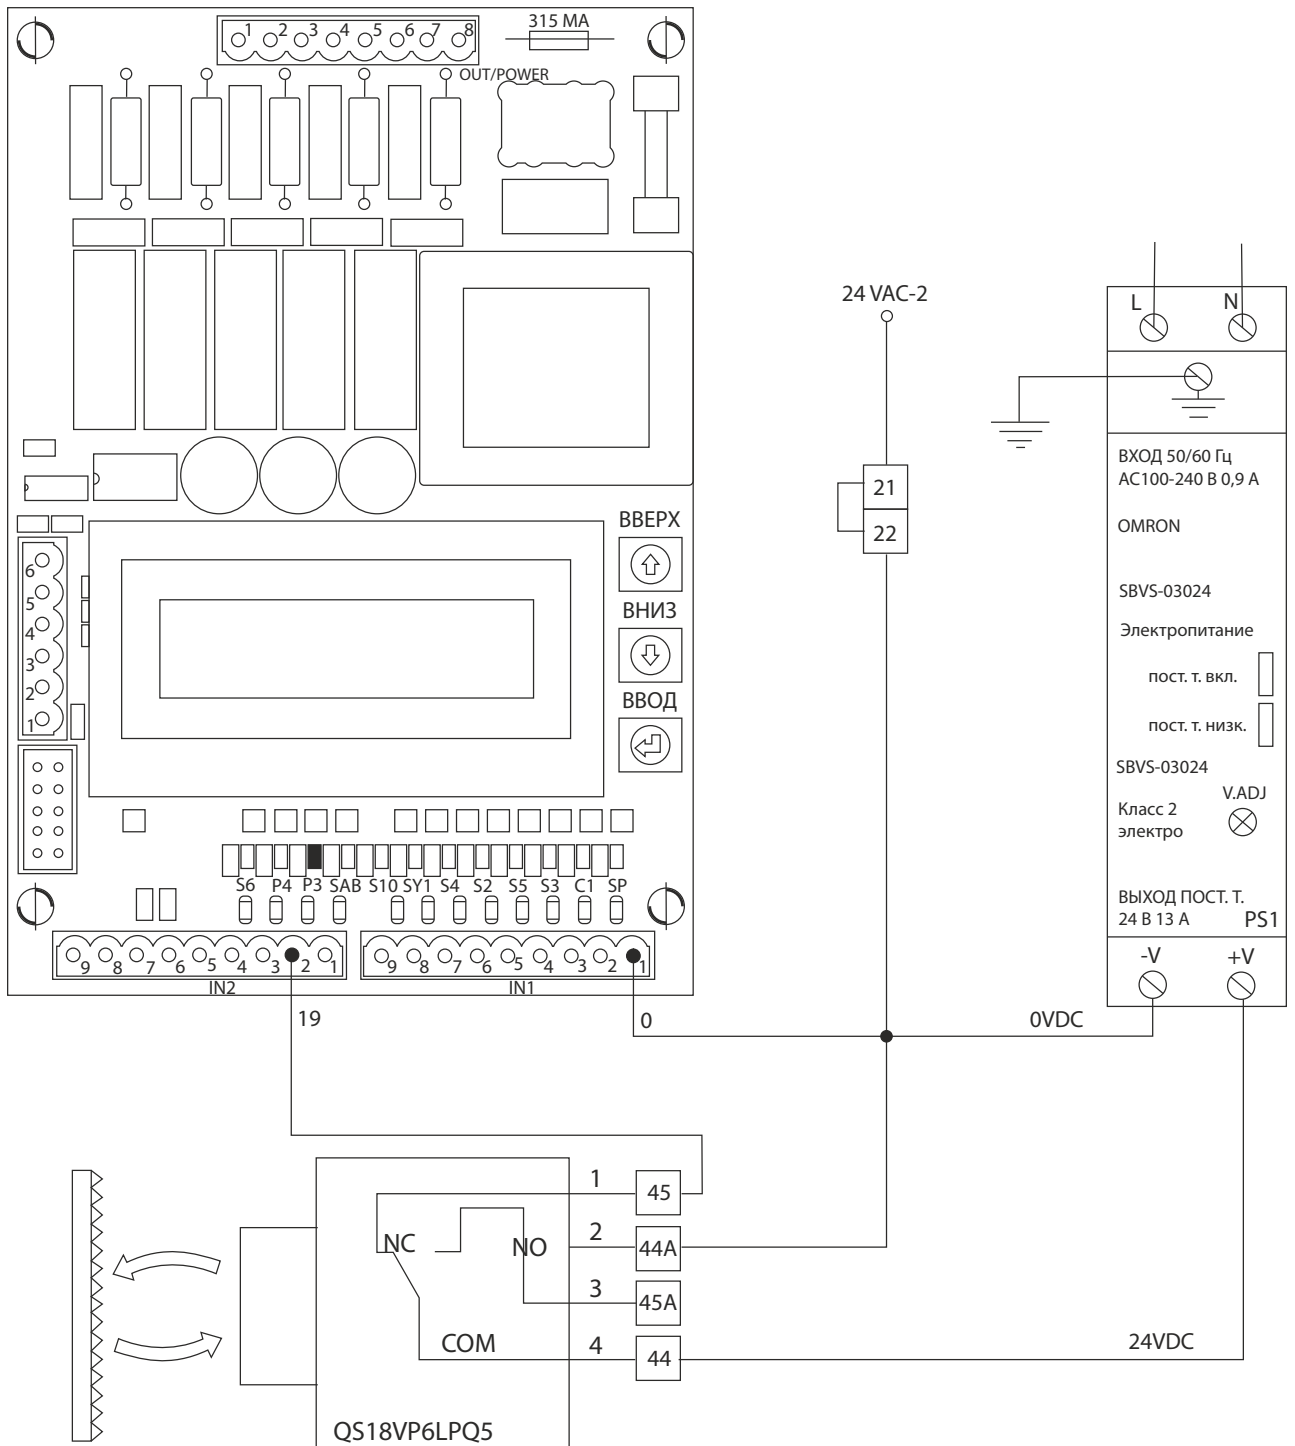 1 2 3 4 5 6 7 8
315 MA
OUT/POWER
24 VAC-2
L N
ВХОД 50/60 Гц
AC100-240 В 0,9 А
OMRON
21
22
ВВЕРХ
ВНИЗ
ВВОД
6
5
4
3
2
1
SBVS-03024
Электропитание
пост. т. вкл.
пост. т. низк.
SBVS-03024
V.ADJ
Класс 2
электро
S6 P4 P3 SAB S10 SY1 S4 S2 S5 S3 C1 SP
ВЫХОД ПОСТ. Т.
24 В 13 А PS1
-V +V
9 8 7 6 5 4 3 2 1
IN2
9 8 7 6 5 4 3 2 1
IN1
19
0
0VDC
1 45
NC NO
2 44A
3 45A
COM
4 44
24VDC
QS18VP6LPQ5